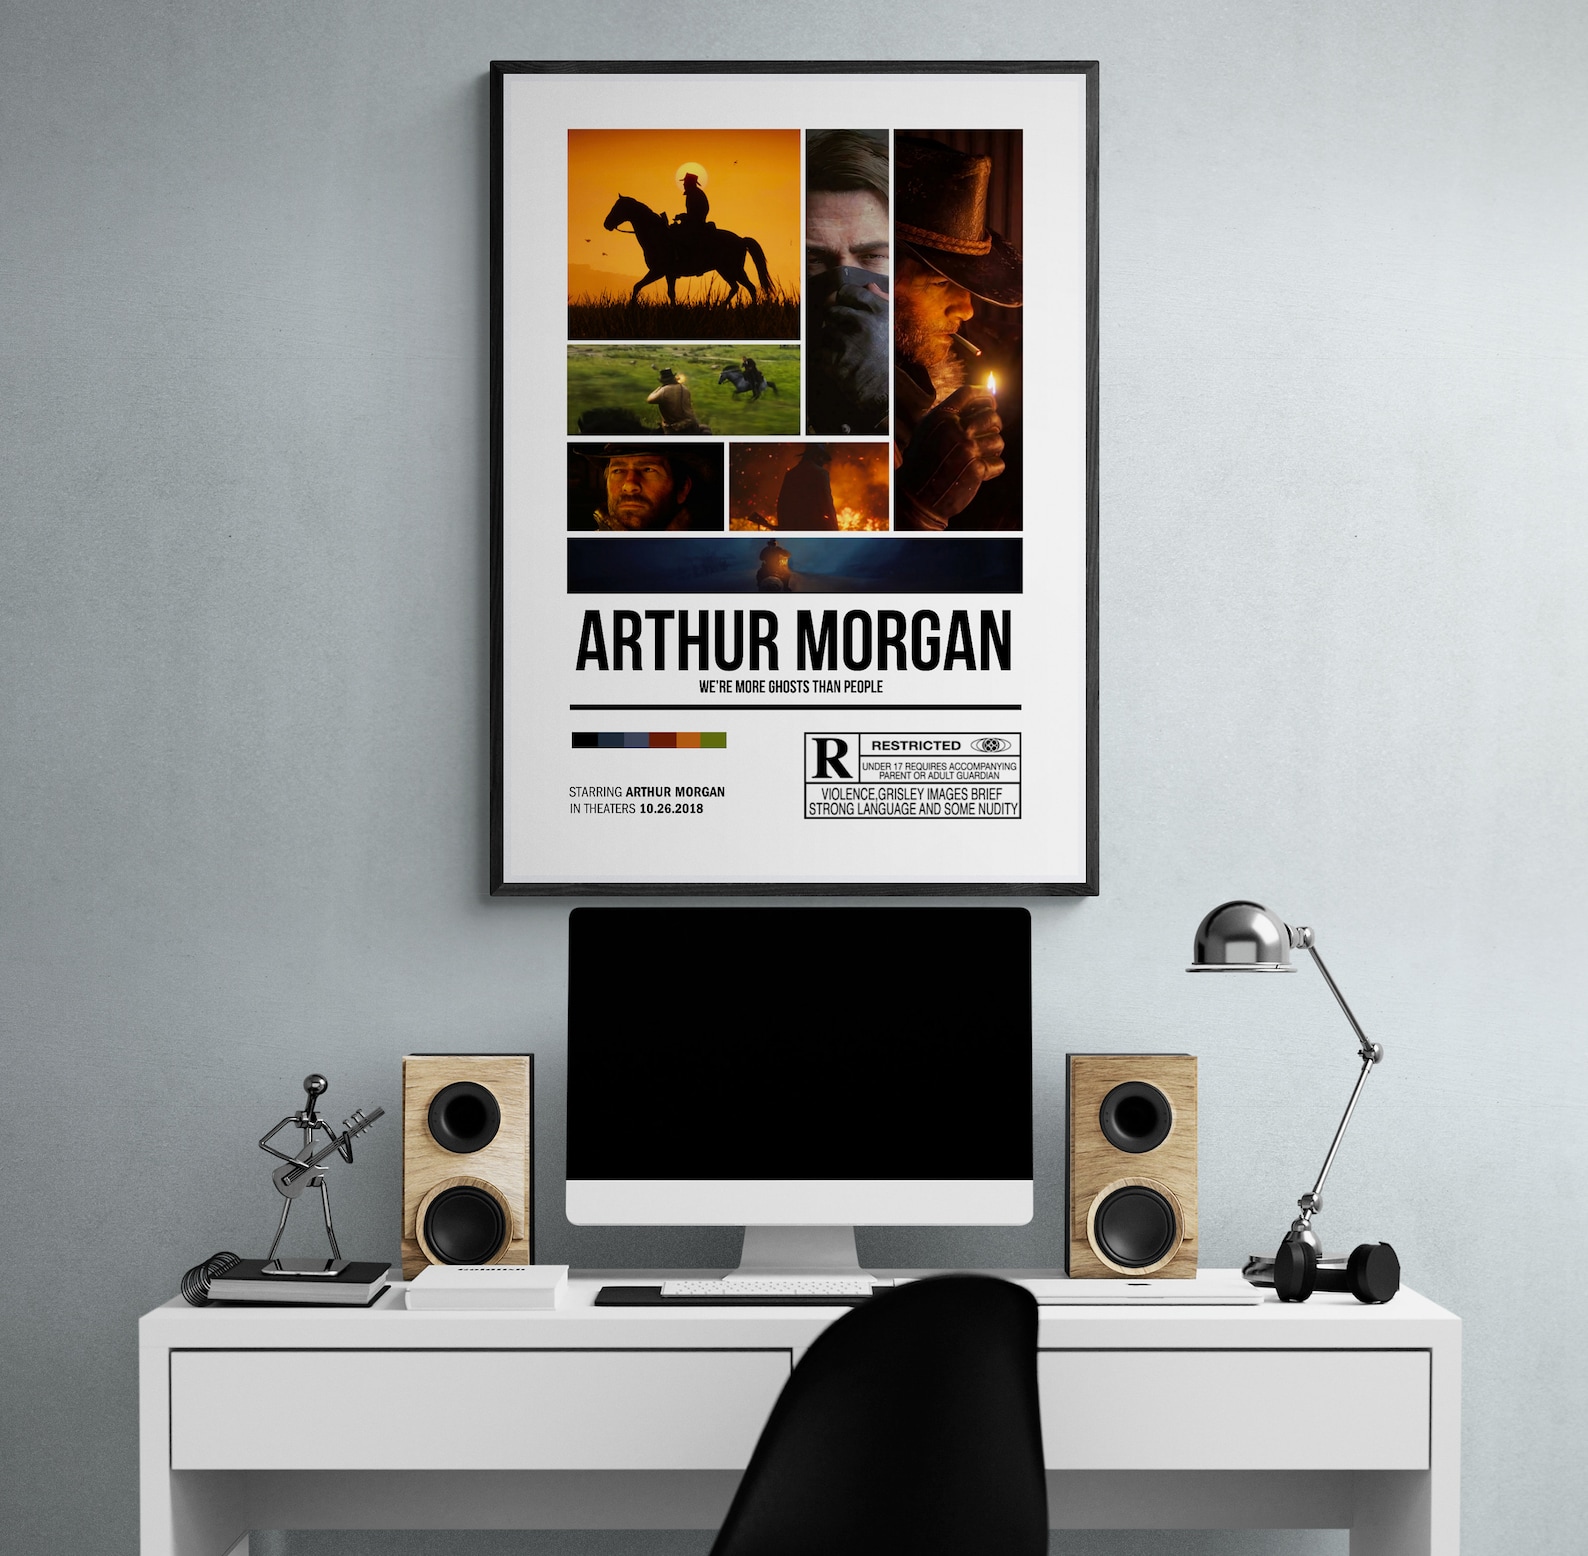 ARTHUR MORGAN
WE'RE MORE GHOSTS THAN PEOPLE
STARRING ARTHUR MORGAN
IN THEATERS 10.26.2018
R
RESTRICTED
UNDER 17 REQUIRES ACCOMPANYING
PARENT OR ADULT GUARDIAN
VIOLENCE,GRISLEY IMAGES BRIEF
STRONG LANGUAGE AND SOME NUDITY